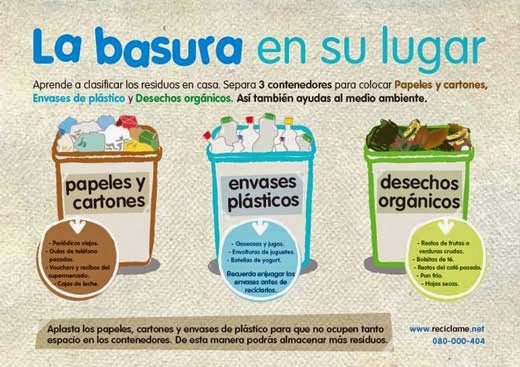 La basura en su lugar
Aprende a clasificar los residuos en casa. Separa 3 contenedores para colocar Papeles y cartones,
Envases de plástico y Desechos orgánicos. Así también ayudas al medio ambiente.
papeles y
cartones
- Periódicos viejos.
- Guías de teléfono
pasadas.
- Vouchers y recibos del
supermercado.
- Cajas de leche.
envases
plásticos
- Gaseosas y jugos.
- Envolturas de juguetes.
- Botellas de yogurt.
Recuerda enjuagar los
envases antes de
reciclarlos.
desechos
orgánicos
- Restos de frutas o
verduras crudas.
- Bolsitas de té.
- Restos del café pasado.
- Pan frío.
- Hojas secas.
Aplasta los papeles, cartones y envases de plástico para que no ocupen tanto
espacio en los contenedores. De esta manera podrás almacenar más residuos.
www.reciclame.net
080-000-404